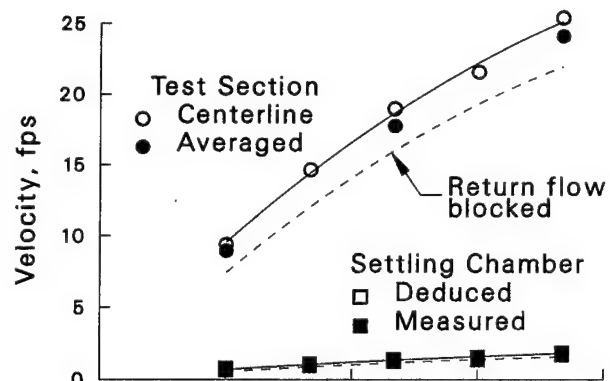 25
20
15
10
5
0
Velocity, fps
Test Section
Centerline
Averaged
Return flow
blocked
Settling Chamber
Deduced
Measured